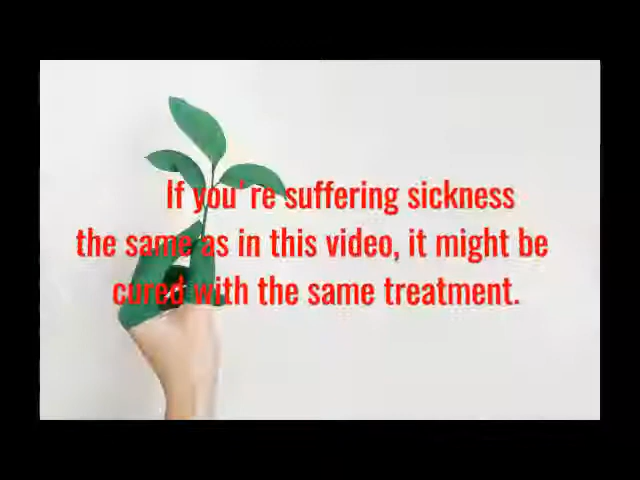 If you're suffering sickness
the same as in this video, it might be
cured with the same treatment.